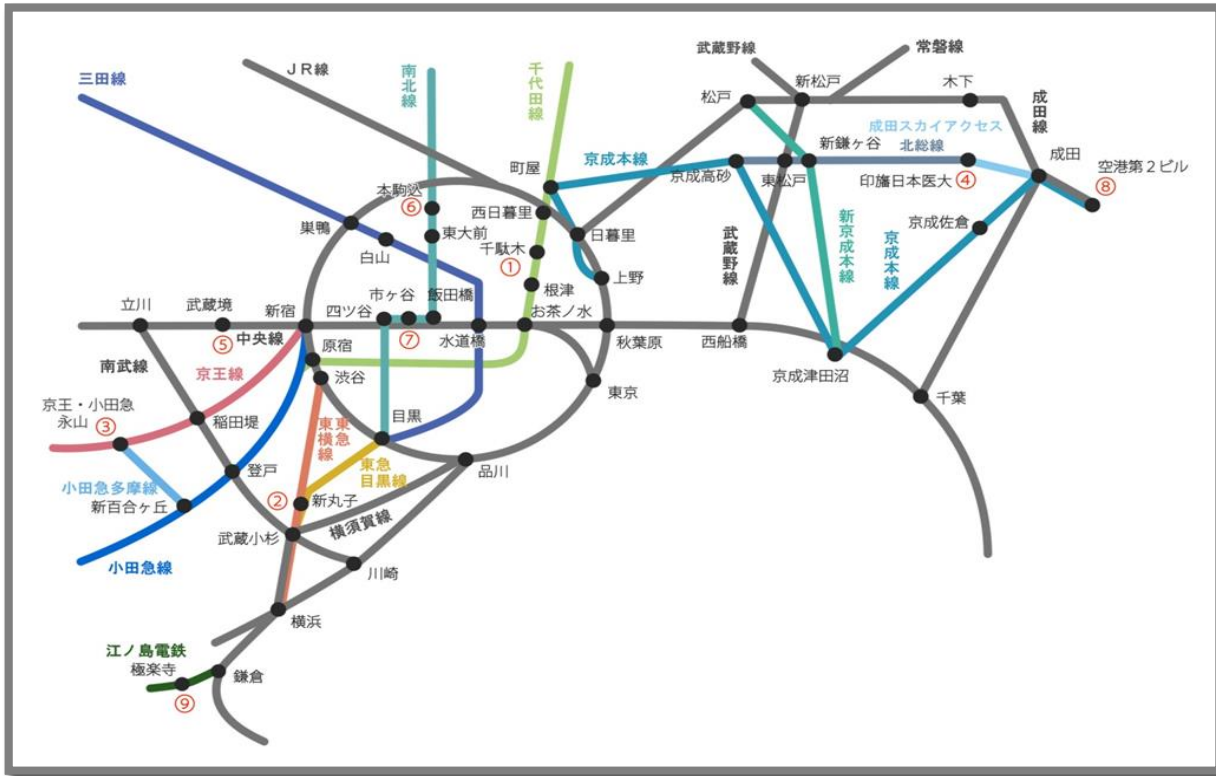 三田線
JR線
南北線
千代田線
武蔵野線
常磐線
新松戸
木下
松戸
成田線
成田スカイアクセス
北総線
成田
空港第2ビル
⑧
町屋
京成本線
京成高砂
東松戸
新鎌ヶ谷
印旛日本医大
④
本駒込
⑥
西日暮里
日暮里
巣鴨
東大前
白山
千駄木
①
根津
上野
武蔵野線
新京成本線
京成本線
京成佐倉
立川
武蔵境
⑤
新宿
四ツ谷
市ヶ谷
飯田橋
⑦
お茶ノ水
中央線
水道橋
秋葉原
西船橋
京成津田沼
南武線
原宿
京王線
渋谷
東京
千葉
京王・小田急
永山
③
稲田堤
目黒
東急
東横線
東急
目黒線
登戸
品川
小田急多摩線
新百合ヶ丘
②
新丸子
横須賀線
武蔵小杉
小田急線
川崎
横浜
江ノ島電鉄
極楽寺
⑨
鎌倉